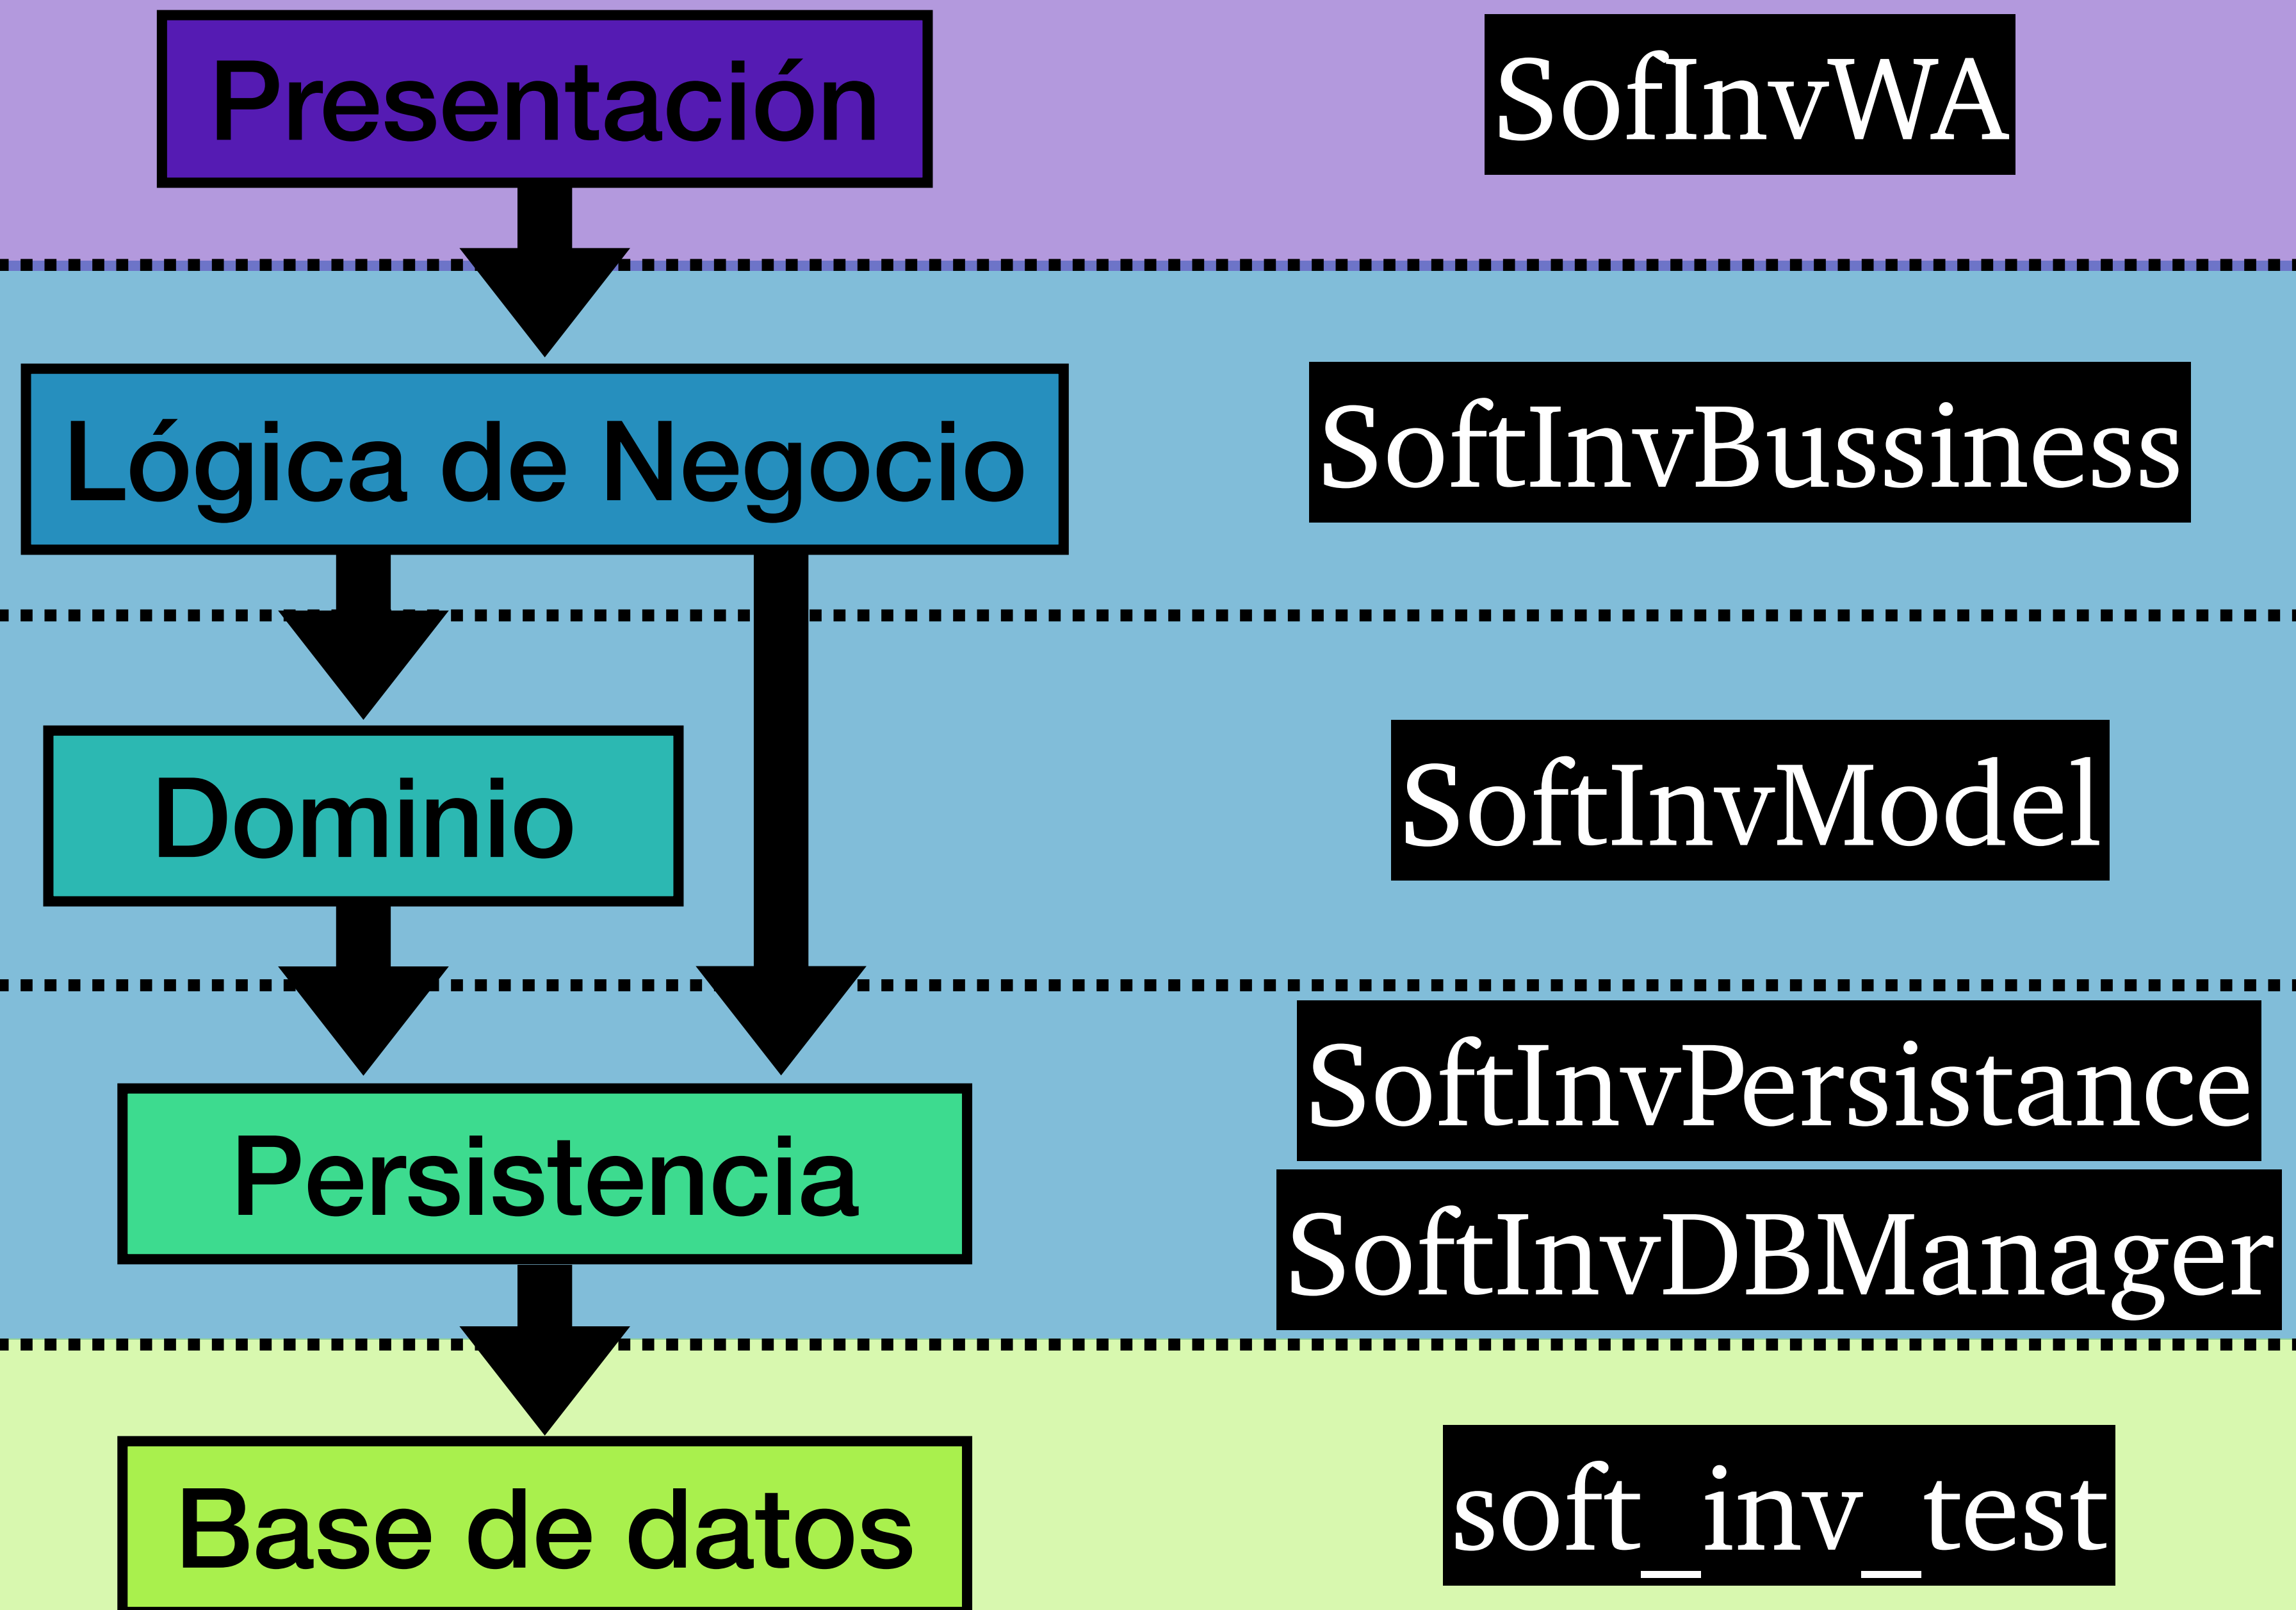 Presentación
SofInvWA
Lógica de Negocio
SoftInvBussiness
Dominio
SoftInvModel
SoftInvPersistance
Persistencia
SoftInvDBManager
Base de datos
soft_inv_test